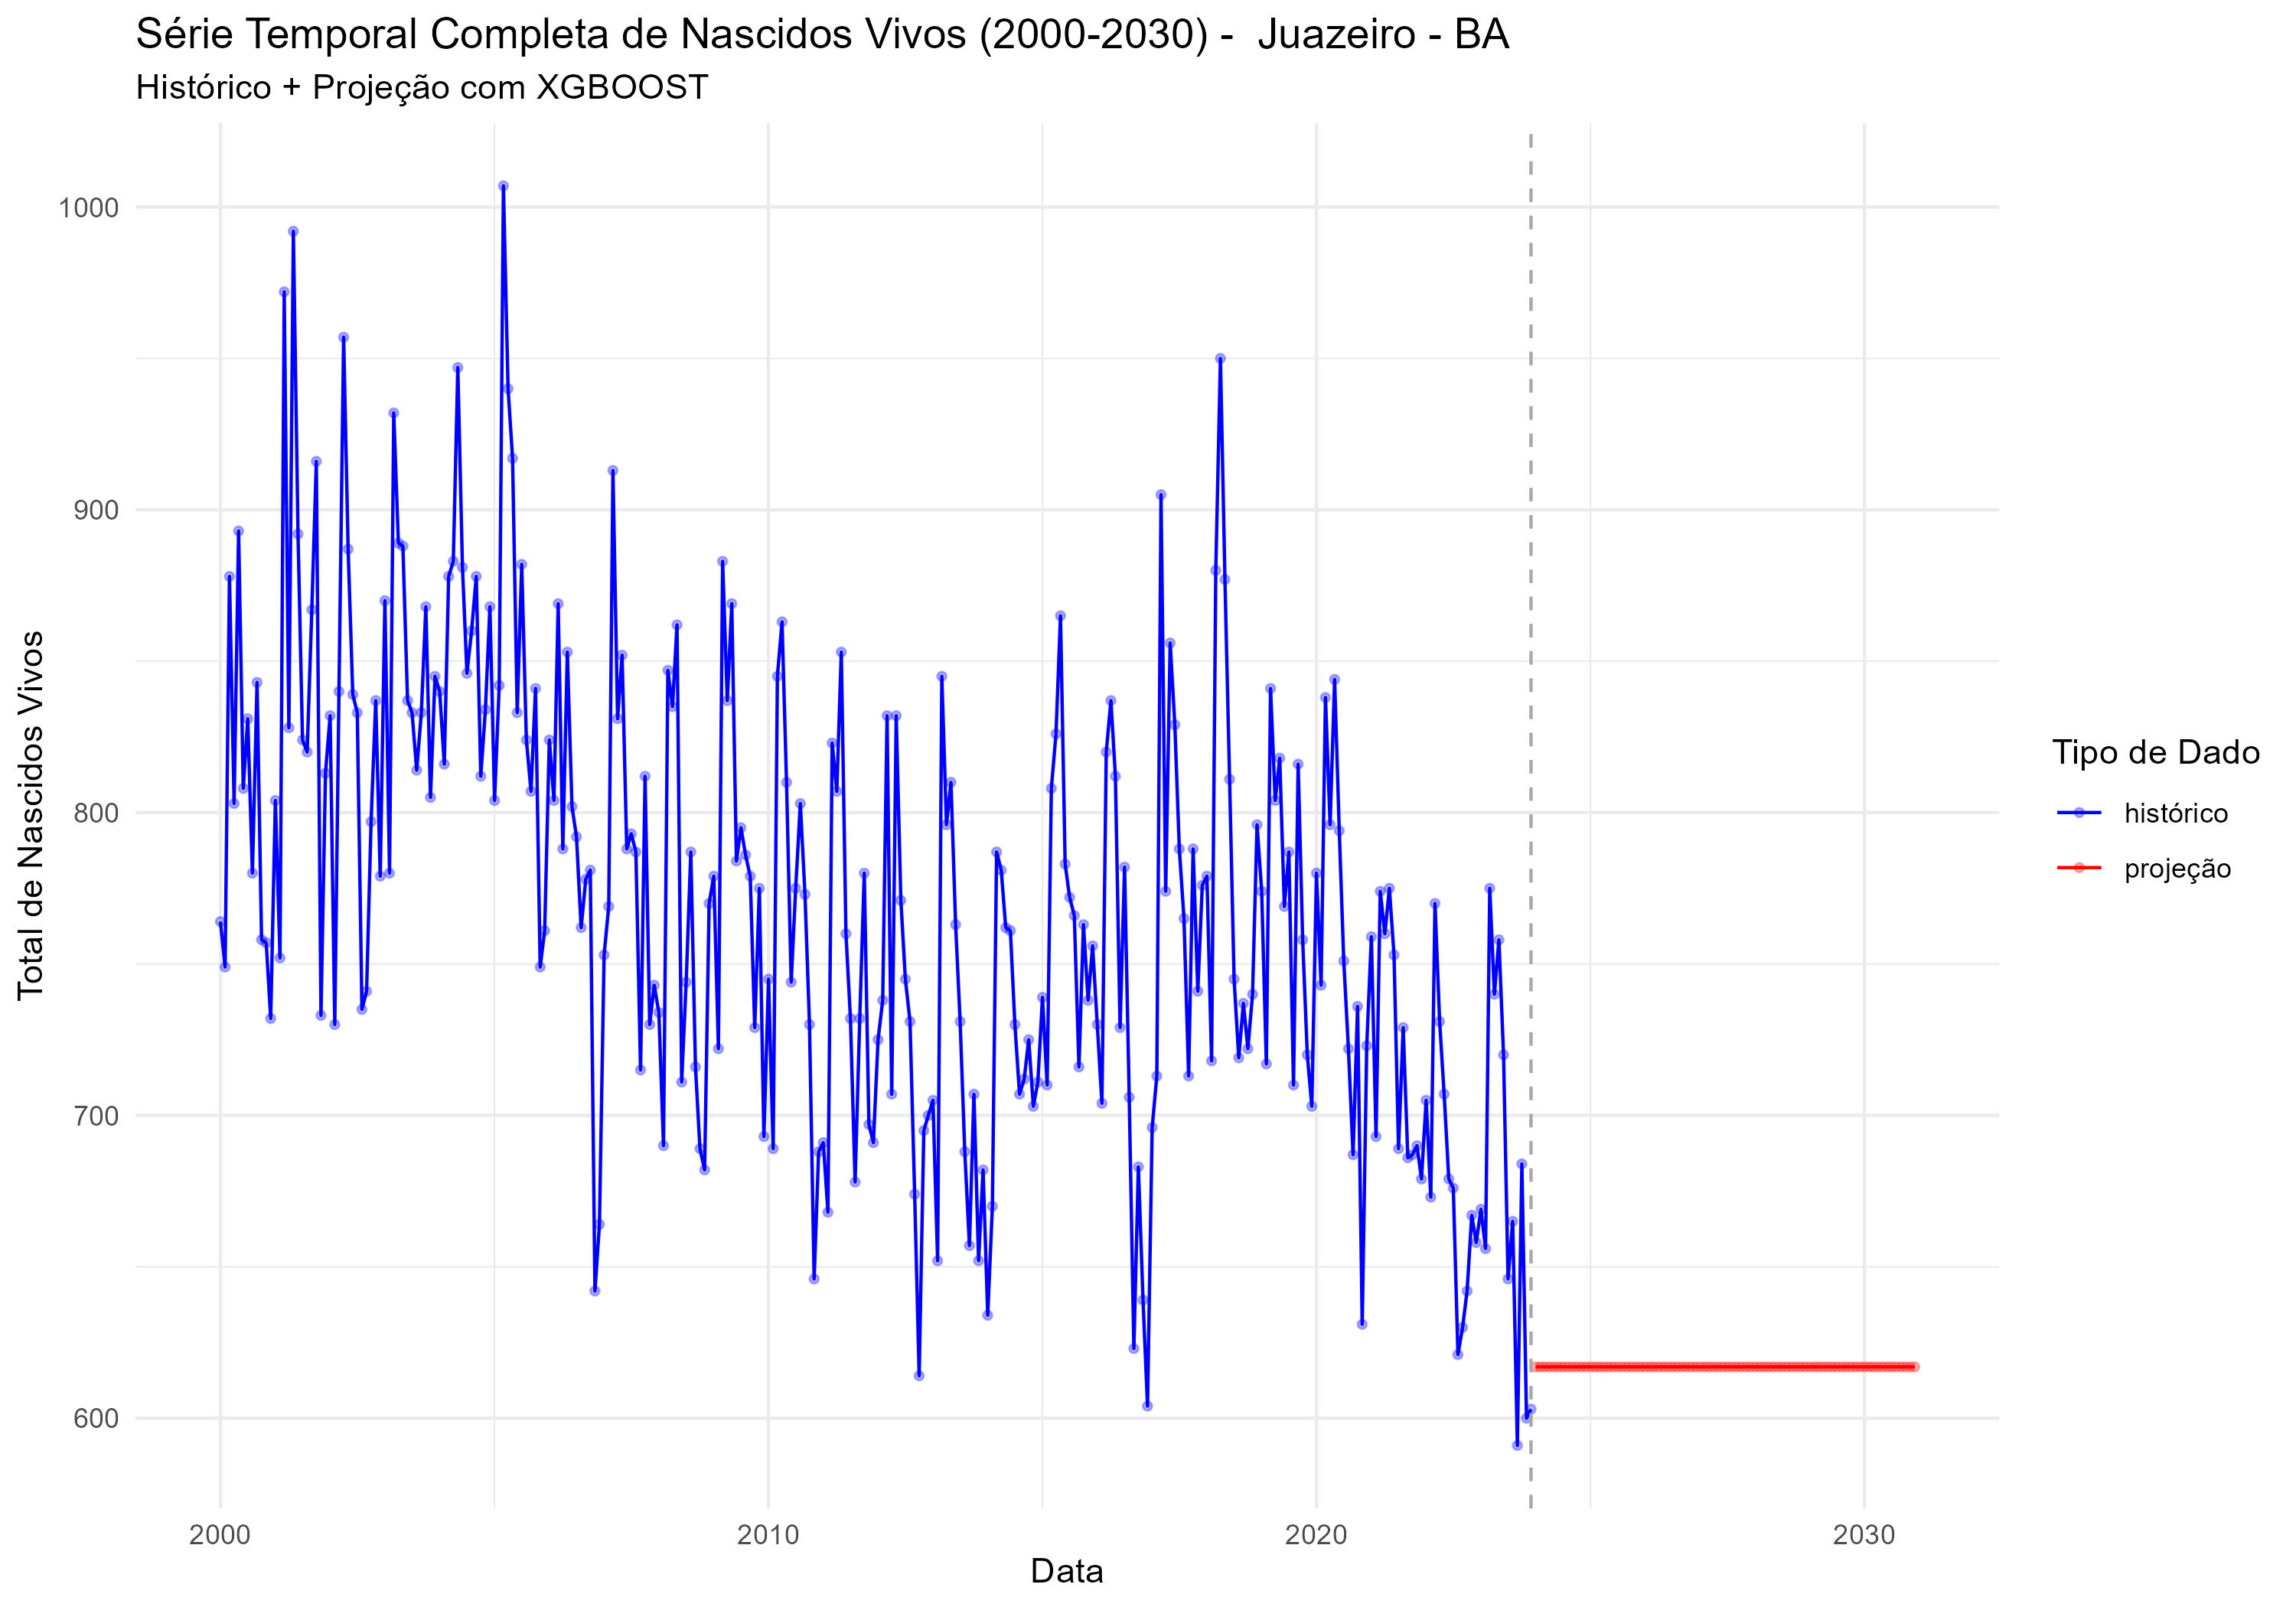 Série Temporal Completa de Nascidos Vivos (2000-2030) -  Juazeiro - BA
Histórico + Projeção com XGBOOST
Total de Nascidos Vivos
1000
900
800
700
600
2000
2010
2020
2030
Data
Tipo de Dado
histórico
projeção